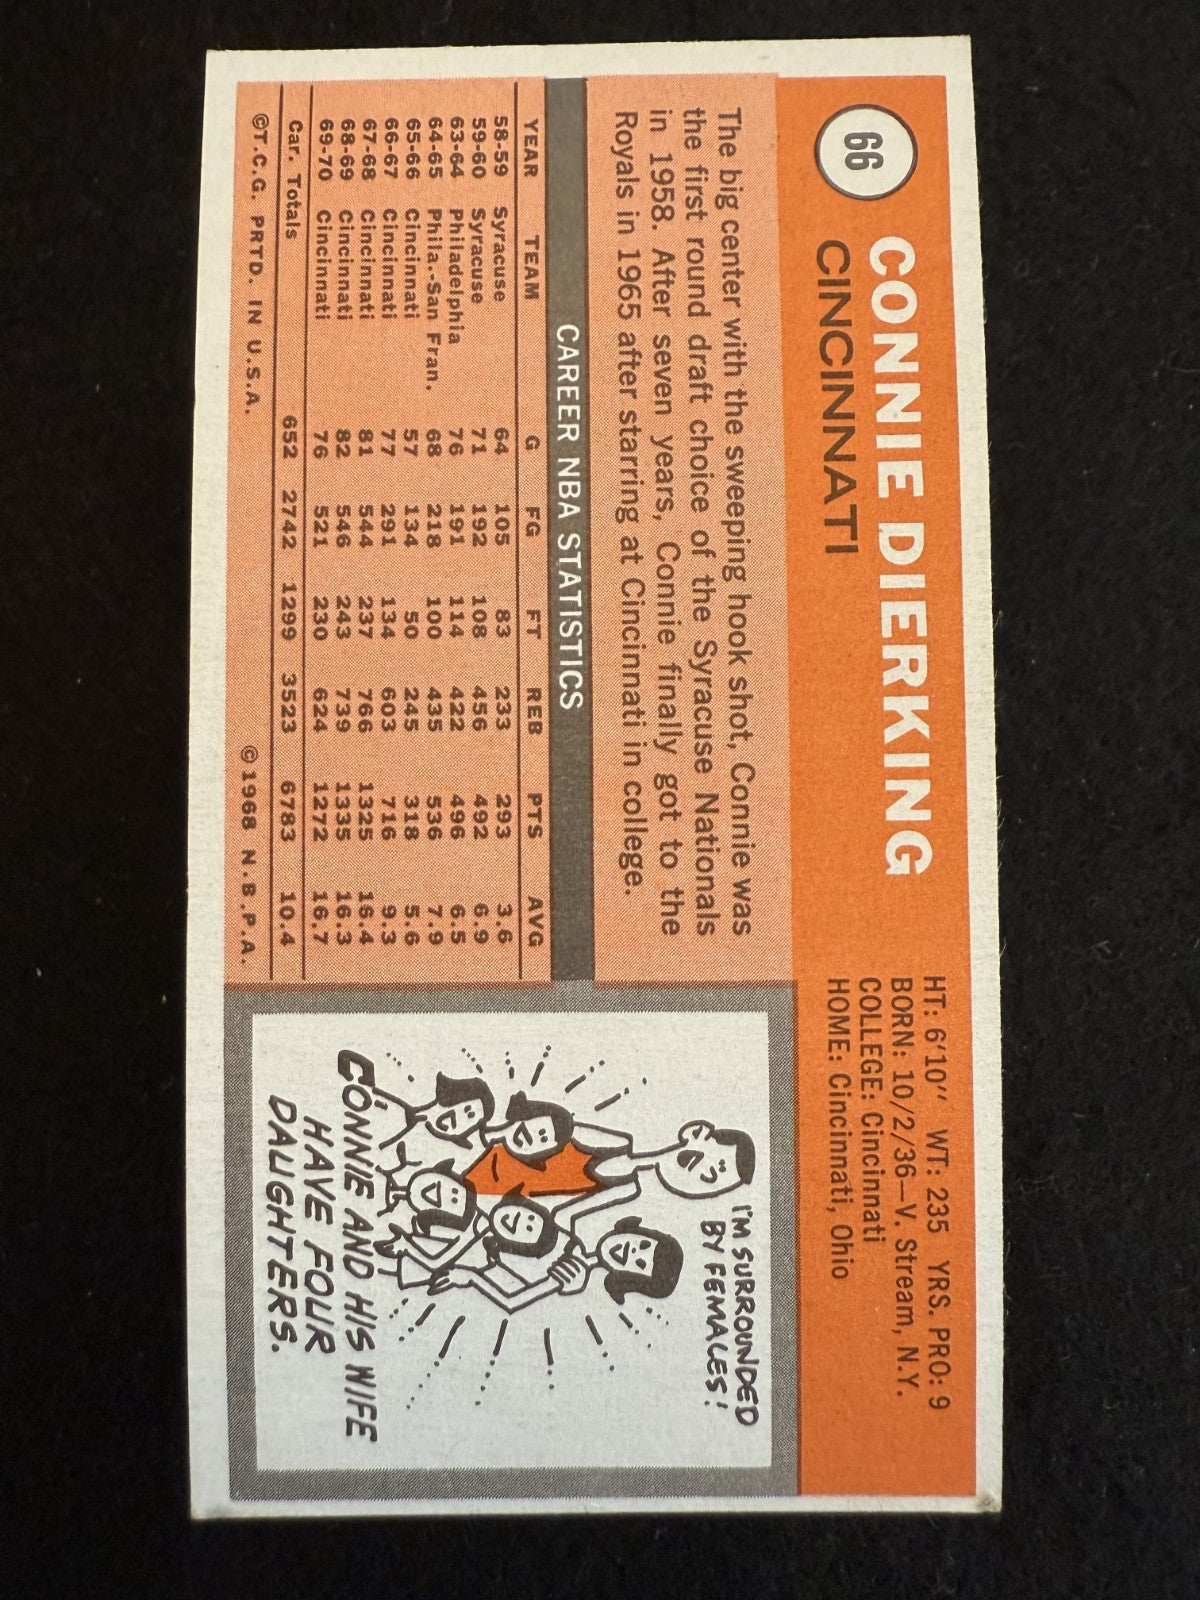 66
CONNIE DIERKING
CINCINNATI
HT: 6'10" WT: 235 YRS. PRO: 9
BORN: 10/2/36—V. Stream, N.Y.
COLLEGE: Cincinnati
HOME: Cincinnati, Ohio
The big center with the sweeping hook shot, Connie was
the first round draft choice of the Syracuse Nationals
in 1958. After seven years, Connie finally got to the
Royals in 1965 after starring at Cincinnati in college.
CAREER NBA STATISTICS
YEAR TEAM G FG FT REB PTS AVG
58-59 Syracuse 64 105 83 233 293 3.6
59-60 Syracuse 71 192 108 456 492 6.9
63-64 Philadelphia 76 191 114 422 496 6.5
64-65 Phila.-San Fran. 68 218 100 435 536 7.9
65-66 Cincinnati 57 134 50 245 318 5.6
66-67 Cincinnati 77 291 134 603 716 9.3
67-68 Cincinnati 81 544 237 766 1325 16.4
68-69 Cincinnati 82 546 243 739 1335 16.3
69-70 Cincinnati 76 521 230 624 1272 16.7
Car. Totals 652 2742 1299 3523 6783 10.4
©T.C.G. PRTD. IN U.S.A. ©1968 N.B.P.A.
I'M SURROUNDED
BY FEMALES!
CONNIE AND HIS WIFE
HAVE FOUR
DAUGHTERS.